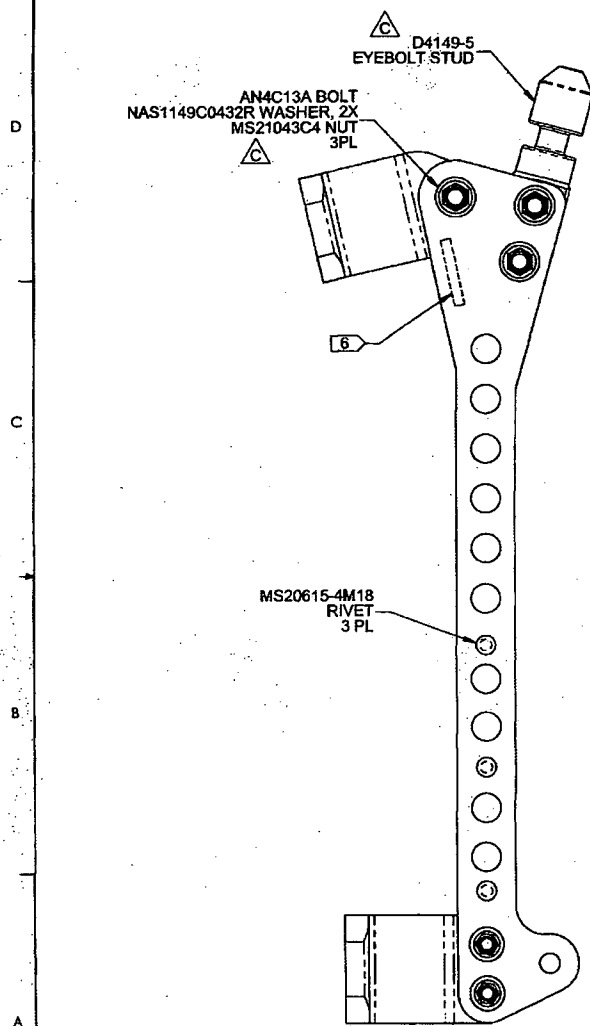 C
D4149-5
EYEBOLT STUD
AN4C13A BOLT
NAS1149C0432R WASHER, 2X
MS21043C4 NUT
3PL
C
D
6
C
MS20615-4M18
RIVET
3 PL
B
A